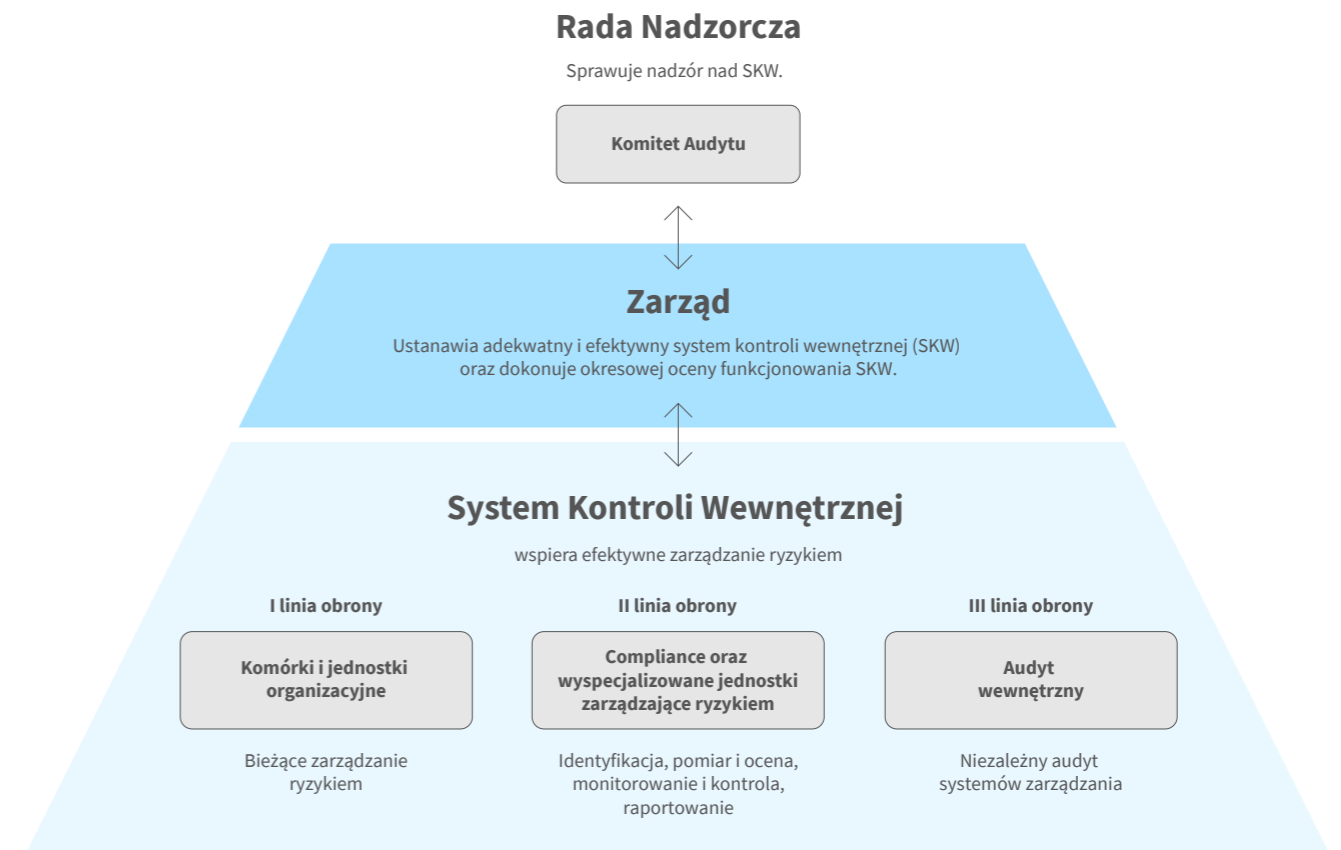 Rada Nadzorcza
Sprawuje nadzór nad SKW.
Komitet Audytu
Zarząd
Ustanawia adekwatny i efektywny system kontroli wewnętrznej (SKW)
oraz dokonuje okresowej oceny funkcjonowania SKW.
System Kontroli Wewnętrznej
wspiera efektywne zarządzanie ryzykiem
I linia obrony
Komórki i jednostki
organizacyjne
Bieżące zarządzanie
ryzykiem
II linia obrony
Compliance oraz
wyspecjalizowane jednostki
zarządzające ryzykiem
Identyfikacja, pomiar i ocena,
monitorowanie i kontrola,
raportowanie
III linia obrony
Audyt
wewnętrzny
Niezależny audyt
systemów zarządzania